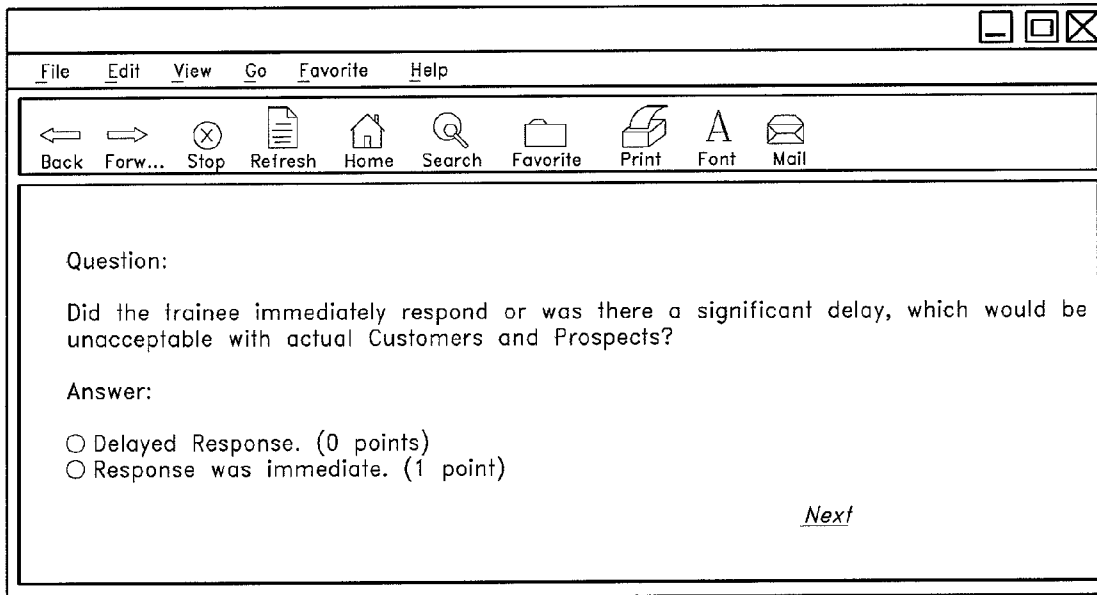 File Edit View Go Favorite Help
Back Forw... Stop Refresh Home Search Favorite Print Font Mail
Question:
Did the trainee immediately respond or was there a significant delay, which would be
unacceptable with actual Customers and Prospects?
Answer:
Delayed Response. (0 points)
Response was immediate. (1 point)
Next